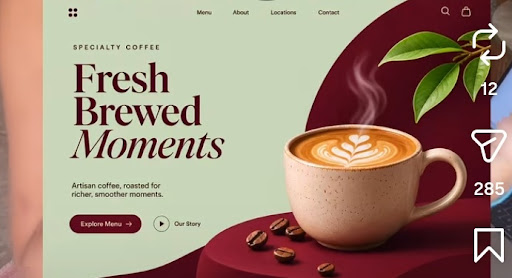 Menu About Locations Contact
SPECIALTY COFFEE
Fresh
Brewed
Moments
Artisan coffee, roasted for
richer, smoother moments.
Explore Menu → Our Story
12
285